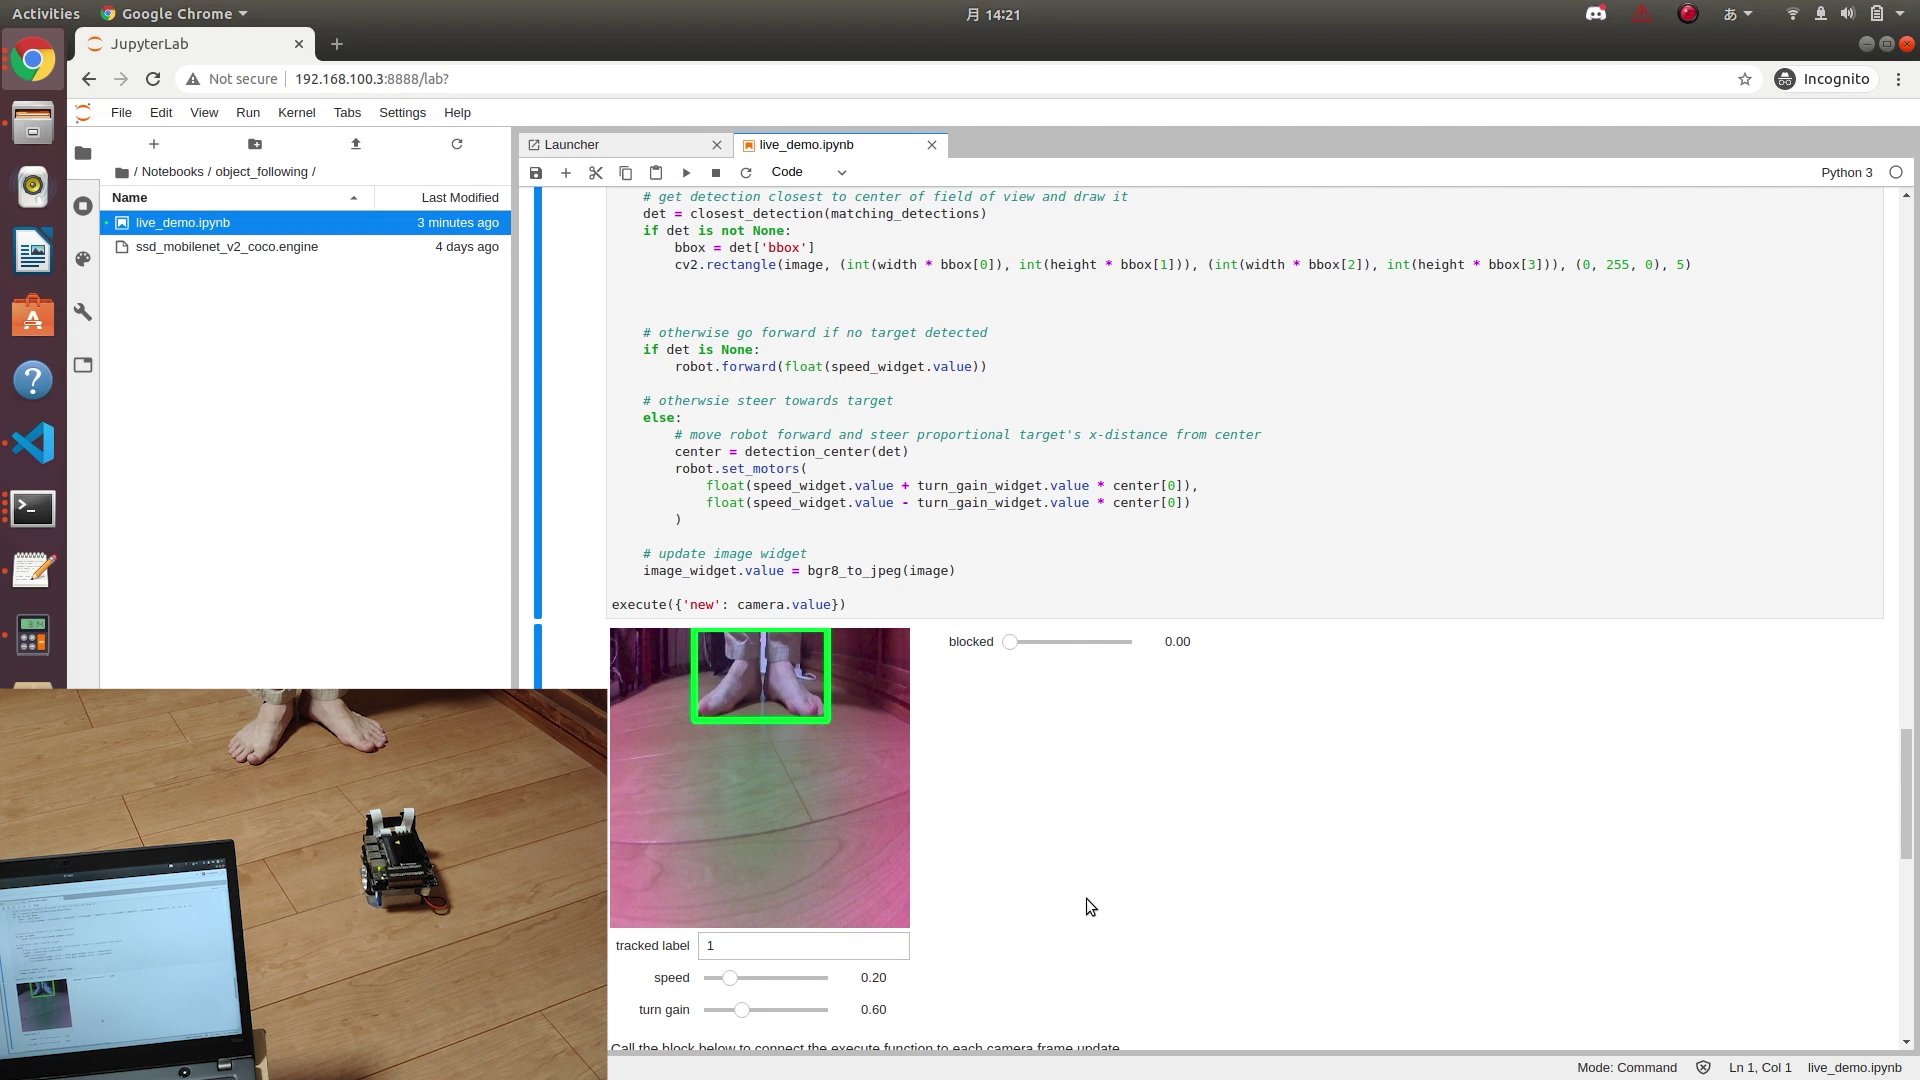 Activities
Google Chrome
月 14:21
あ
JupyterLab
Not secure
192.168.100.3:8888/lab?
Incognito
File Edit View Run Kernel Tabs Settings Help
/ Notebooks / object_following /
Name
Last Modified
live_demo.ipynb
3 minutes ago
ssd_mobilenet_v2_coco.engine
4 days ago
Launcher
live_demo.ipynb
Code
Python 3
# get detection closest to center of field of view and draw it
det = closest_detection(matching_detections)
if det is not None:
bbox = det['bbox']
cv2.rectangle(image, (int(width * bbox[0]), int(height * bbox[1])), (int(width * bbox[2]), int(height * bbox[3])), (0, 255, 0), 5)
# otherwise go forward if no target detected
if det is None:
robot.forward(float(speed_widget.value))
# otherwsie steer towards target
else:
# move robot forward and steer proportional target's x-distance from center
center = detection_center(det)
robot.set_motors(
float(speed_widget.value + turn_gain_widget.value * center[0]),
float(speed_widget.value - turn_gain_widget.value * center[0])
)
# update image widget
image_widget.value = bgr8_to_jpeg(image)
execute({'new': camera.value})
blocked
0.00
tracked label
1
speed
0.20
turn gain
0.60
Call the block below to connect the execute function to each camera frame update.
Mode: Command
Ln 1, Col 1
live_demo.ipynb